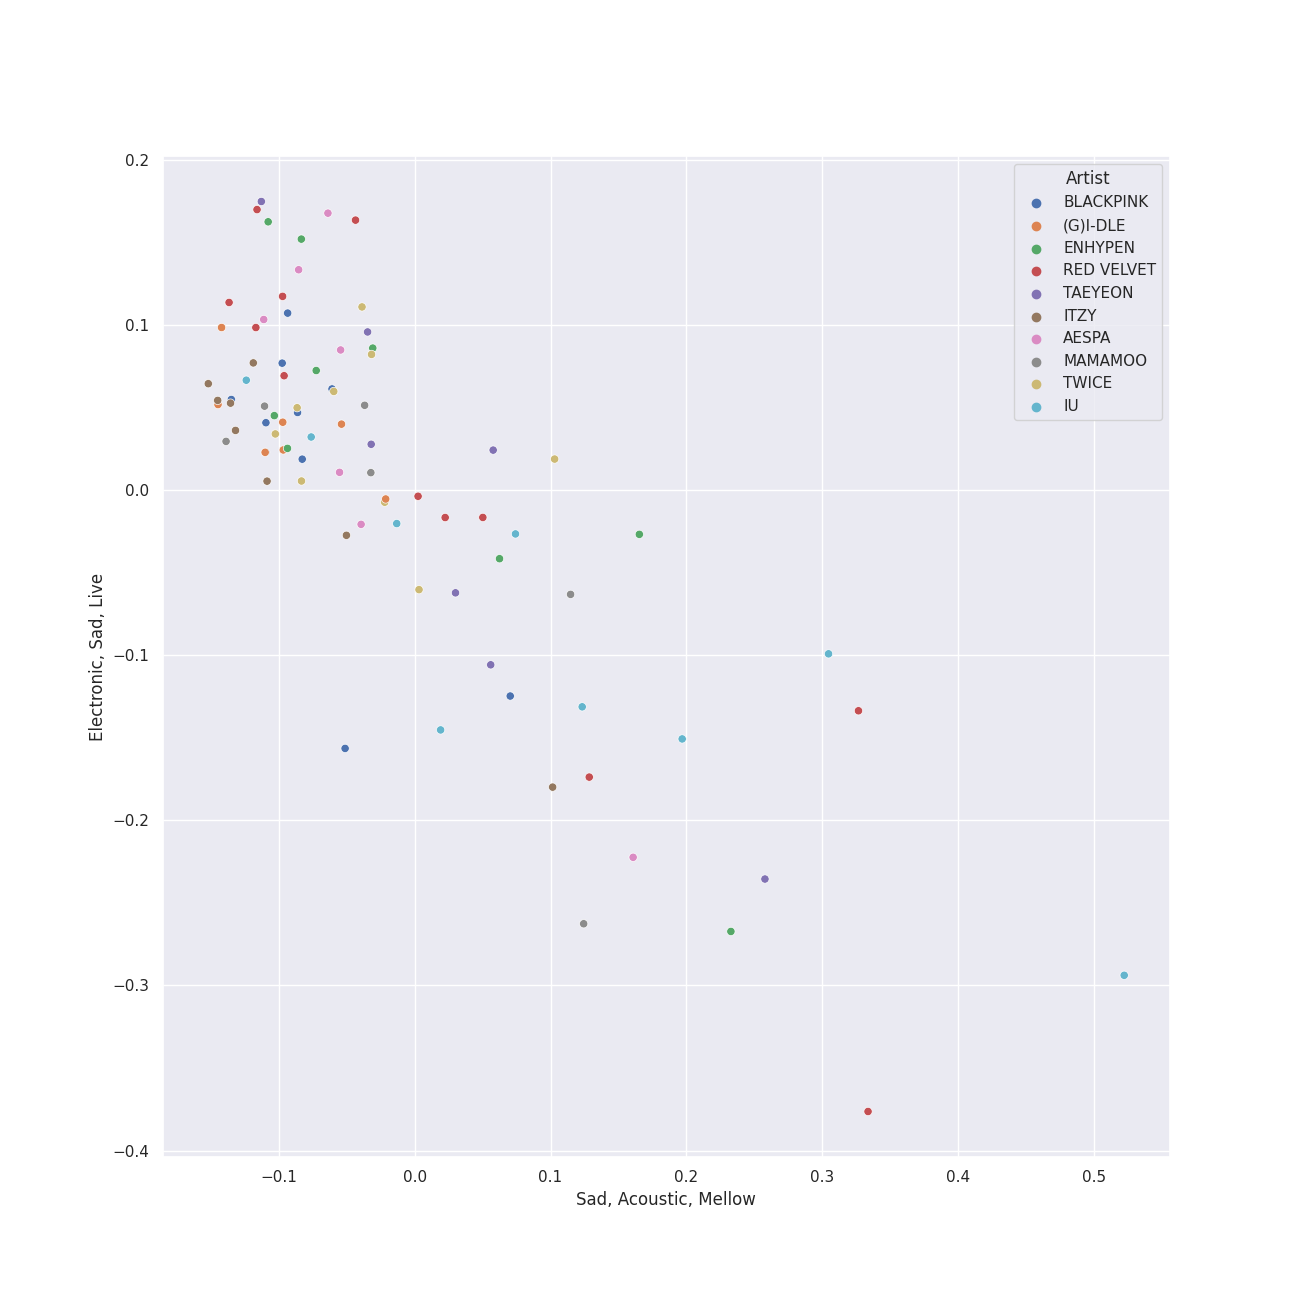 0.2
0.1
0.0
−0.1
−0.2
−0.3
−0.4
Electronic, Sad, Live
Artist
BLACKPINK
(G)I-DLE
ENHYPEN
RED VELVET
TAEYEON
ITZY
AESPA
MAMAMOO
TWICE
IU
−0.1 0.0 0.1 0.2 0.3 0.4 0.5
Sad, Acoustic, Mellow